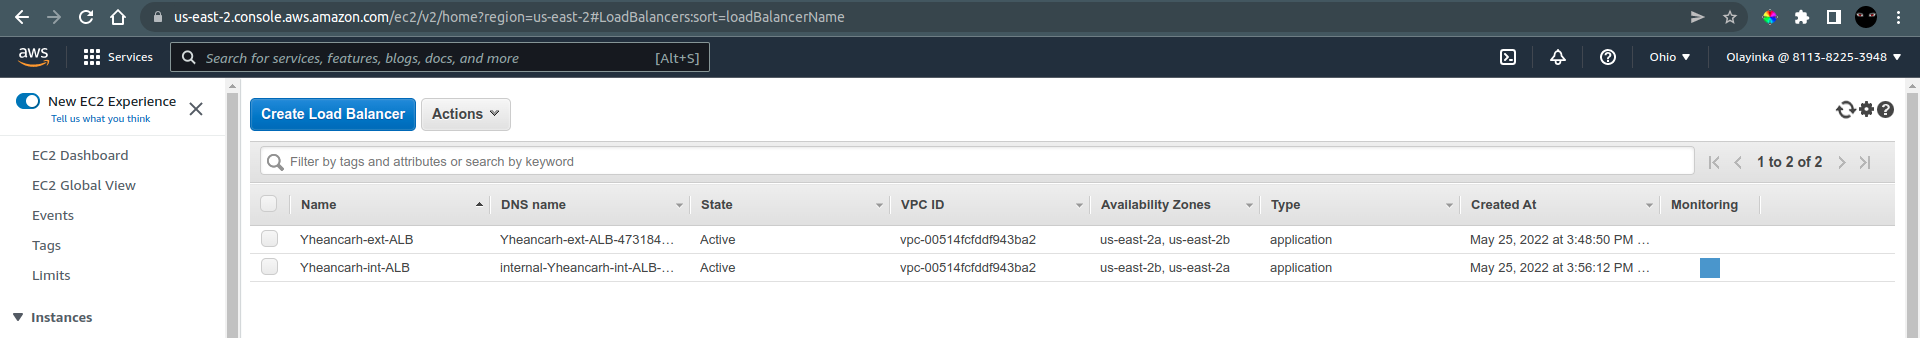 us-east-2.console.aws.amazon.com/ec2/v2/home?region=us-east-2#LoadBalancers:sort=loadBalancerName
aws Services Search for services, features, blogs, docs, and more [Alt+S] Ohio Olayinka @ 8113-8225-3948
New EC2 Experience
Tell us what you think
EC2 Dashboard
EC2 Global View
Events
Tags
Limits
Instances
Create Load Balancer Actions
Filter by tags and attributes or search by keyword 1 to 2 of 2
Name DNS name State VPC ID Availability Zones Type Created At Monitoring
Yheancarh-ext-ALB Yheancarh-ext-ALB-473184... Active vpc-00514fcfddf943ba2 us-east-2a, us-east-2b application May 25, 2022 at 3:48:50 PM ...
Yheancarh-int-ALB internal-Yheancarh-int-ALB-... Active vpc-00514fcfddf943ba2 us-east-2b, us-east-2a application May 25, 2022 at 3:56:12 PM ...